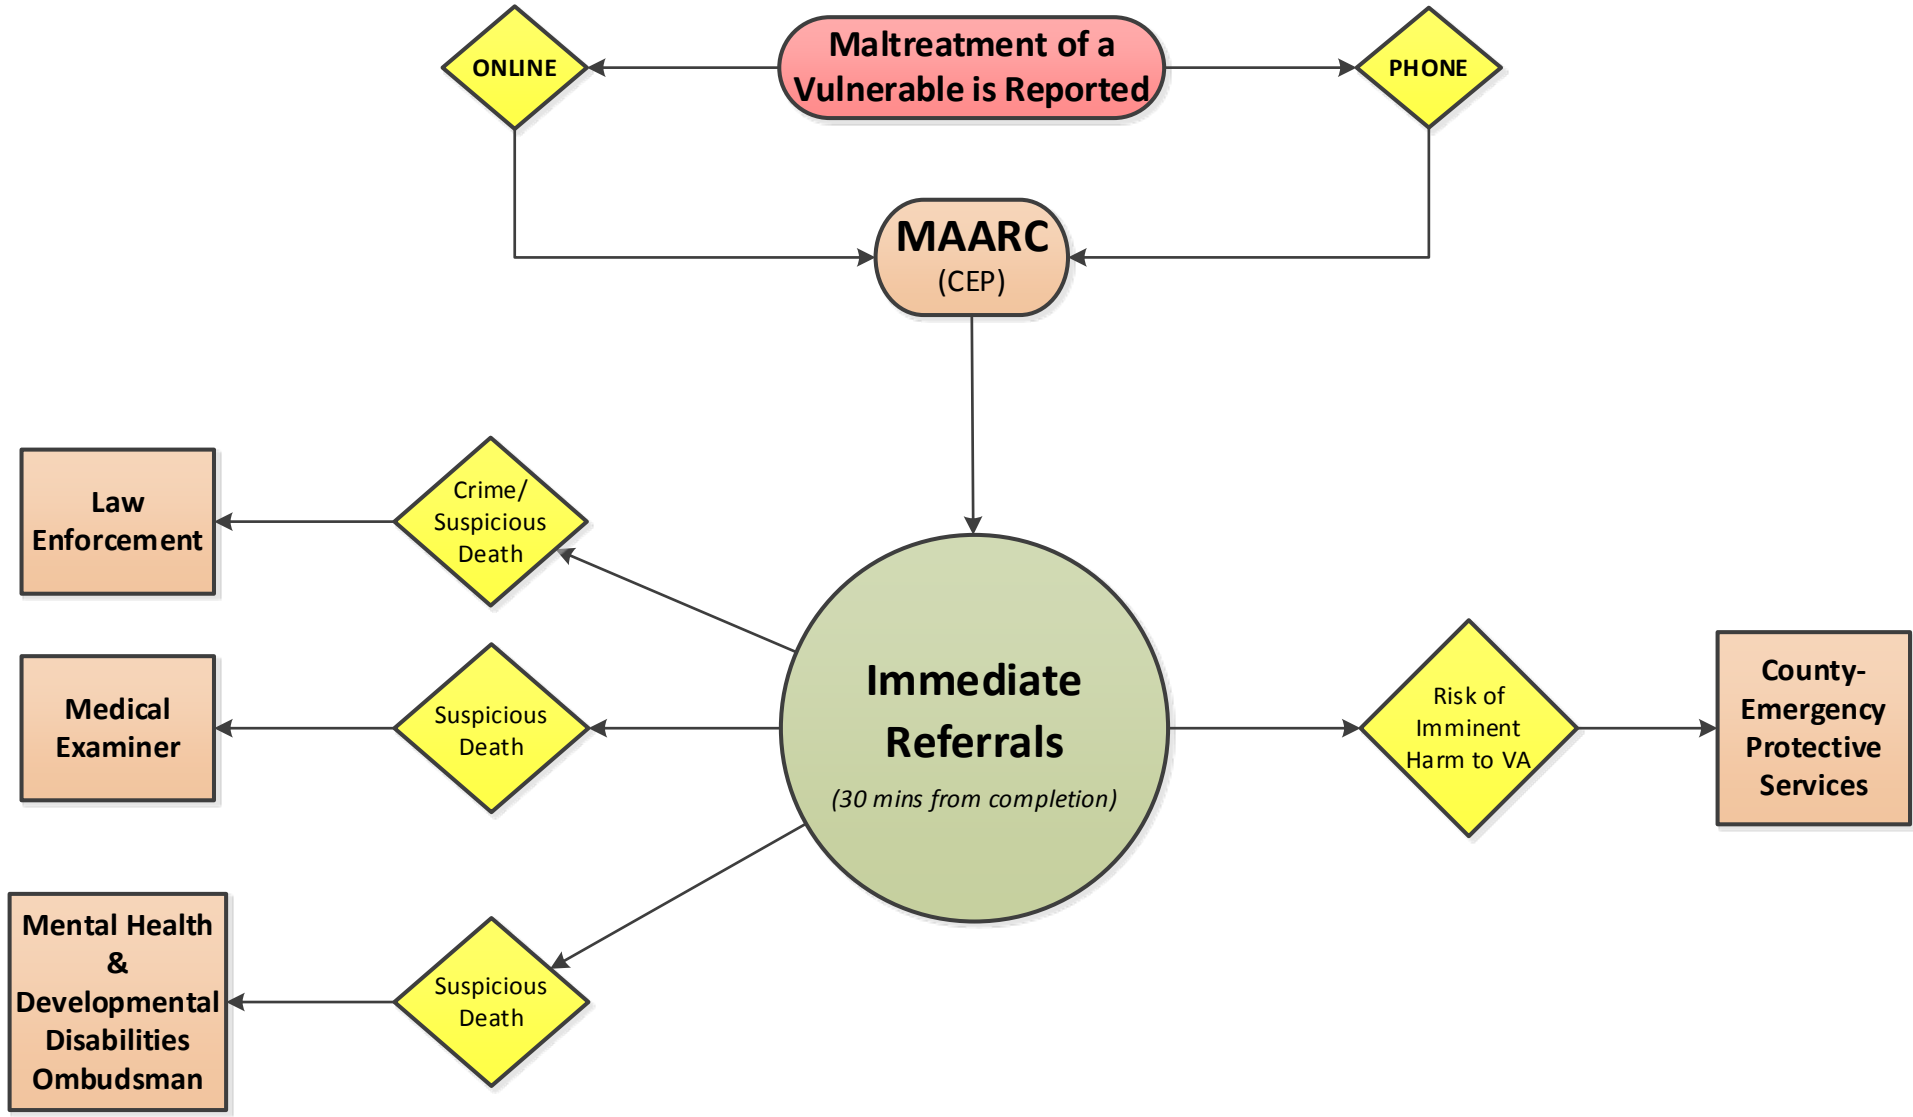 ONLINE
Maltreatment of a
Vulnerable is Reported
PHONE
MAARC
(CEP)
Law
Enforcement
Crime/
Suspicious
Death
Medical
Examiner
Suspicious
Death
Immediate
Referrals
(30 mins from completion)
Risk of
Imminent
Harm to VA
County-
Emergency
Protective
Services
Mental Health
&
Developmental
Disabilities
Ombudsman
Suspicious
Death